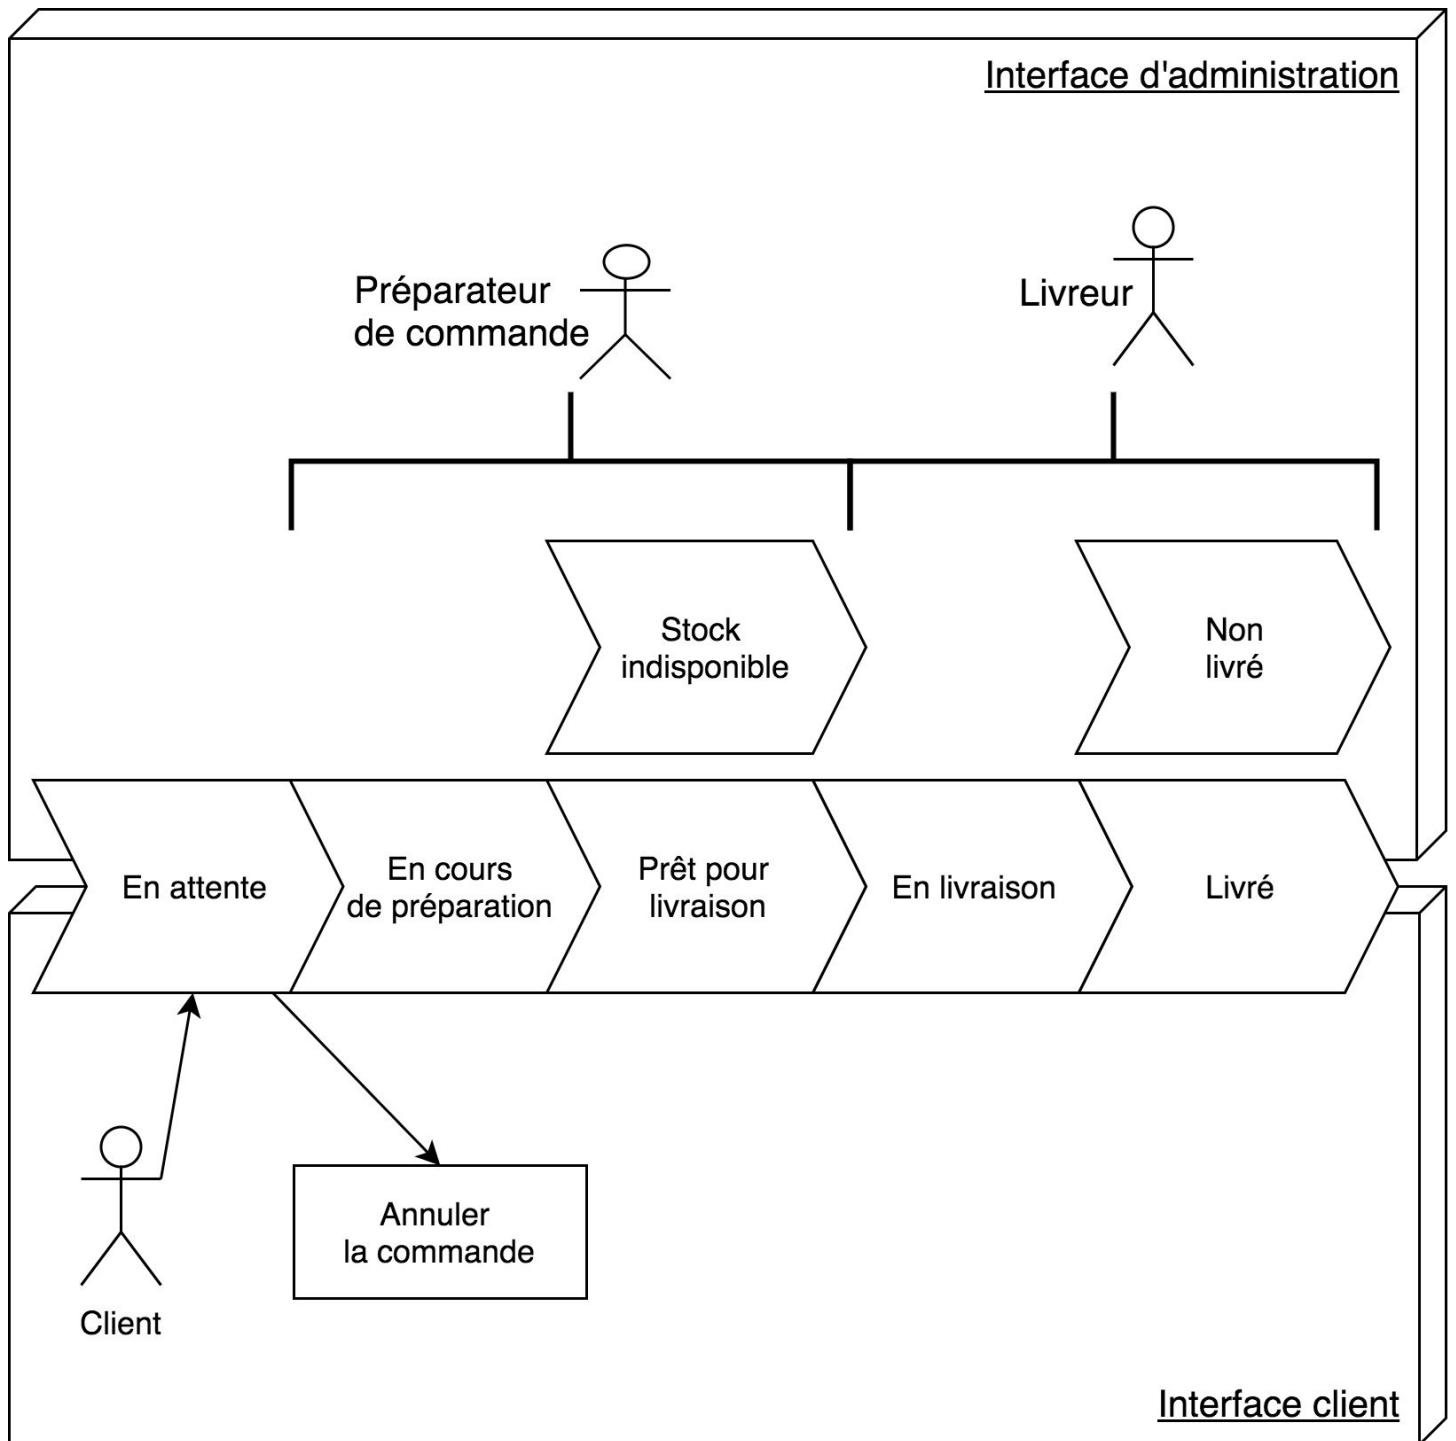 Interface d'administration
Préparateur
de commande
Livreur
Stock
indisponible
Non
livré
En attente
En cours
de préparation
Prêt pour
livraison
En livraison
Livré
Annuler
la commande
Client
Interface client